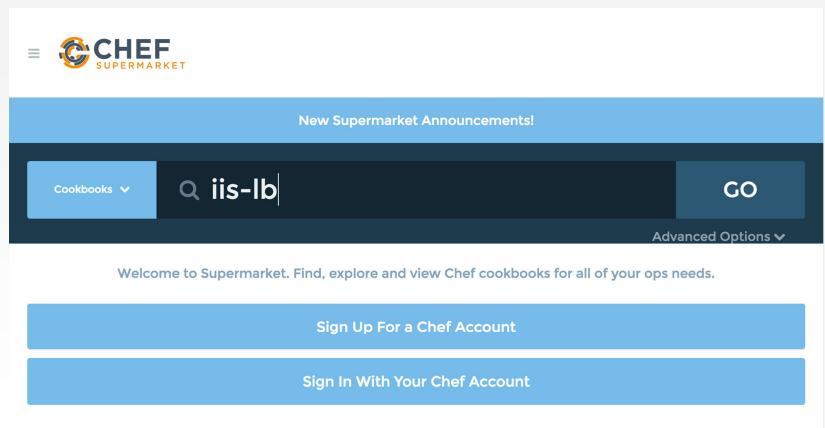 CHEF
SUPERMARKET
New Supermarket Announcements!
Cookbooks iis-lb GO
Advanced Options
Welcome to Supermarket. Find, explore and view Chef cookbooks for all of your ops needs.
Sign Up For a Chef Account
Sign In With Your Chef Account